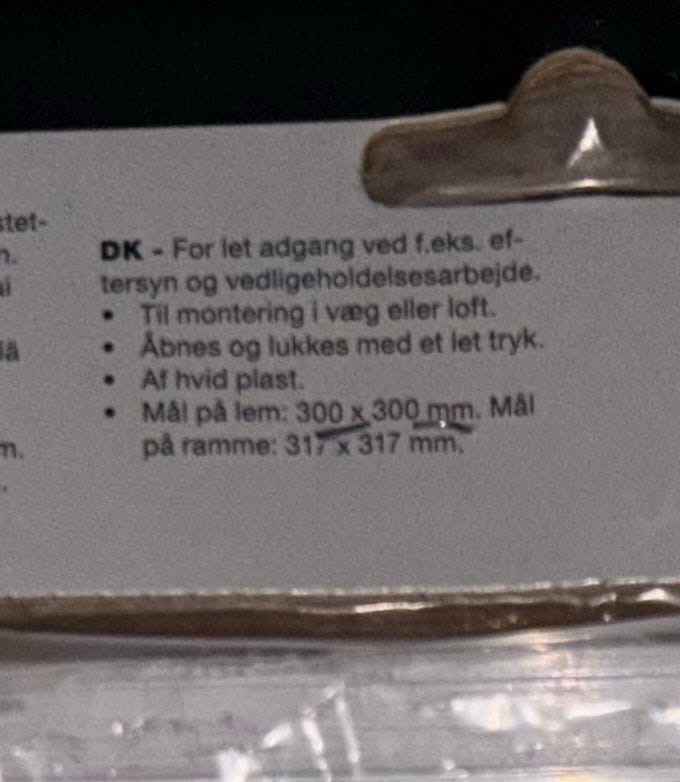 stet-
n.
DK - For let adgang ved f.eks. ef-
tersyn og vedligeholdelsesarbejde.
• Til montering i væg eller loft.
• Åbnes og lukkes med et let tryk.
• Af hvid plast.
• Mål på lem: 300 x 300 mm. Mål
på ramme: 317 x 317 mm.
m.